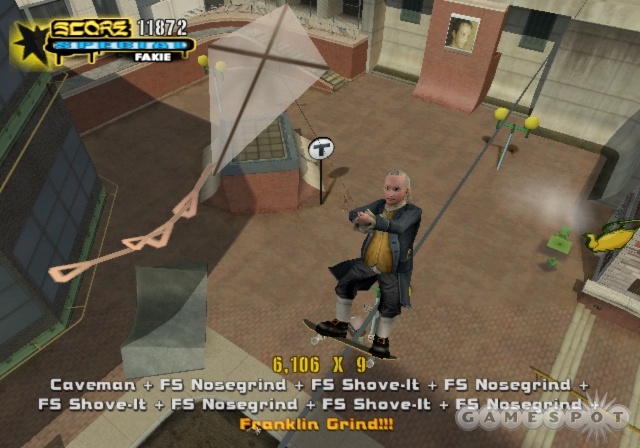 SCORE 11872
SPECIAL
FAKIE
T
6,106 X 9
Caveman + FS Nosegrind + FS Shove-It + FS Nosegrind +
FS Shove-It + FS Nosegrind + FS Shove-It + FS Nosegrind +
Franklin Grind!!!
GAMESPOT